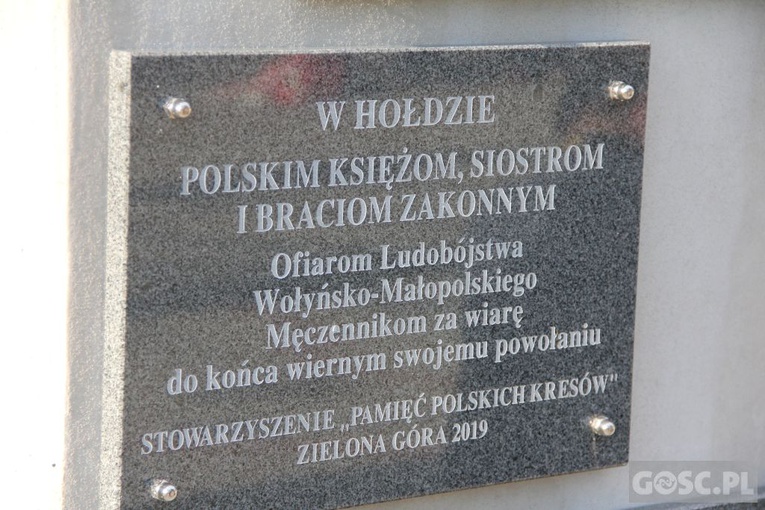 W HOŁDZIE
POLSKIM KSIĘŻOM, SIOSTROM
I BRACIOM ZAKONNYM
Ofiarom Ludobójstwa
Wołyńsko-Małopolskiego
Męczennikom za wiarę
do końca wiernym swojemu powołaniu
STOWARZYSZENIE „PAMIĘĆ POLSKICH KRESÓW"
ZIELONA GÓRA 2019
GOSC.PL